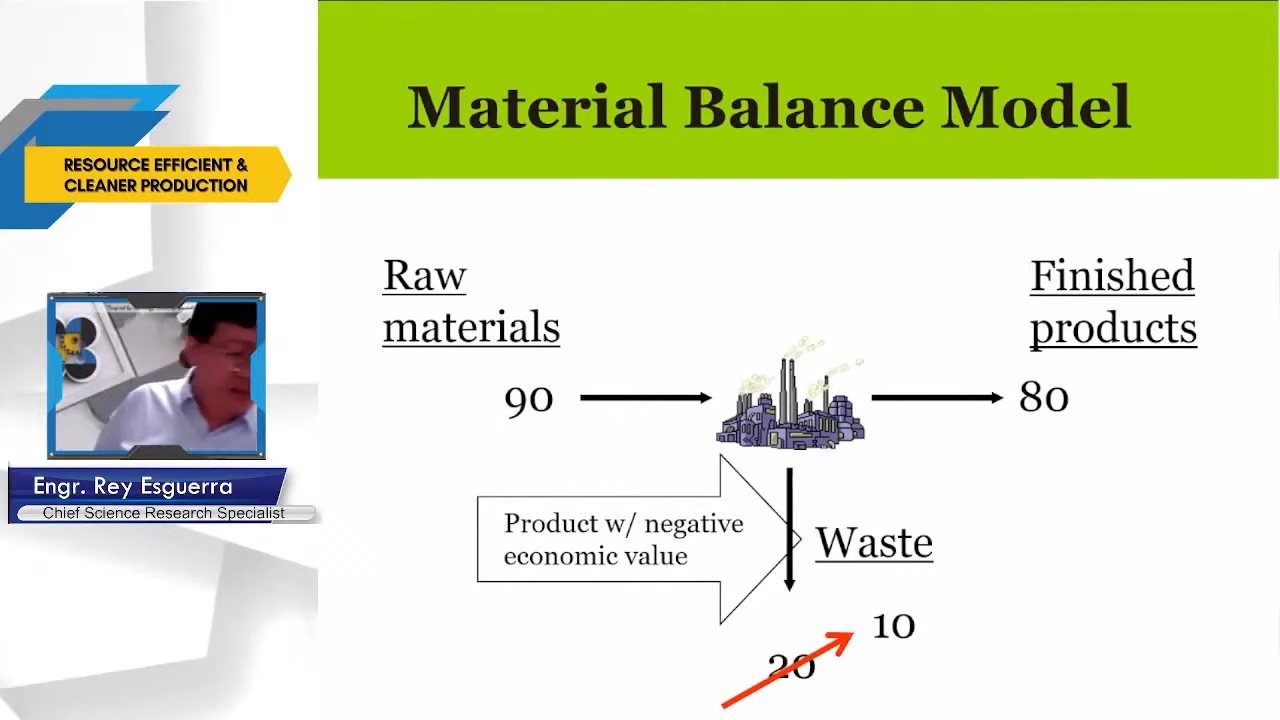 Material Balance Model
RESOURCE EFFICIENT &
CLEANER PRODUCTION
Raw
materials
Finished
products
90
80
Engr. Rey Esguerra
Chief Science Research Specialist
Product w/ negative
economic value
Waste
10
20